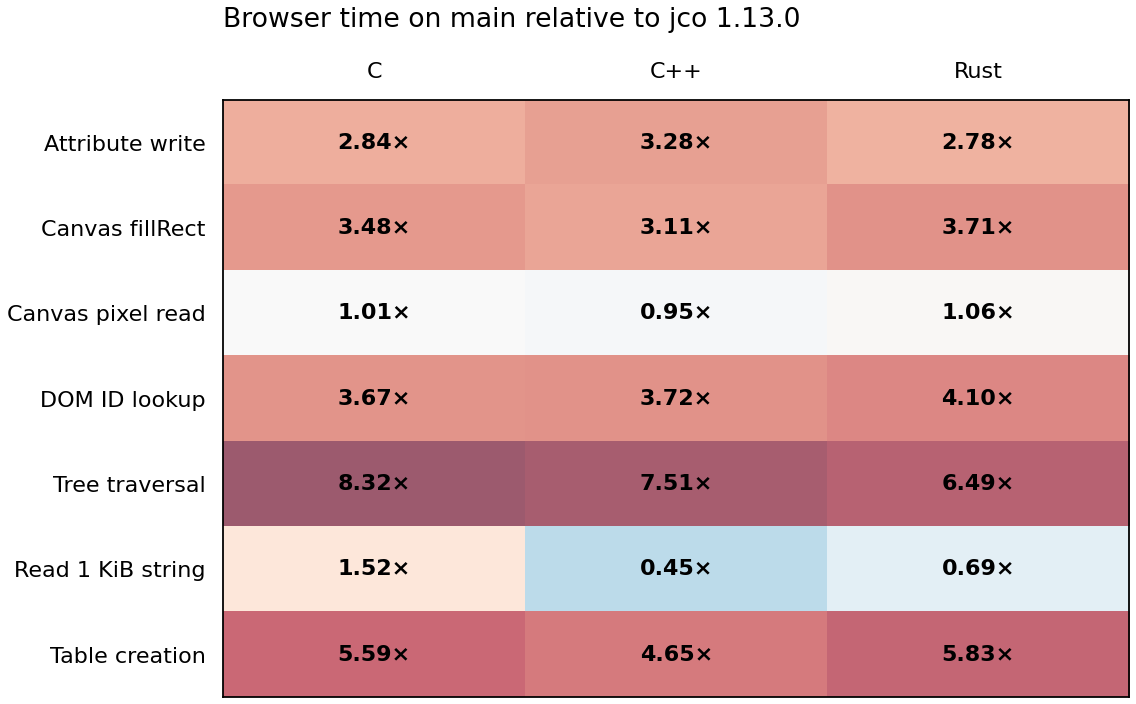 Browser time on main relative to jco 1.13.0
C C++ Rust
Attribute write 2.84× 3.28× 2.78×
Canvas fillRect 3.48× 3.11× 3.71×
Canvas pixel read 1.01× 0.95× 1.06×
DOM ID lookup 3.67× 3.72× 4.10×
Tree traversal 8.32× 7.51× 6.49×
Read 1 KiB string 1.52× 0.45× 0.69×
Table creation 5.59× 4.65× 5.83×